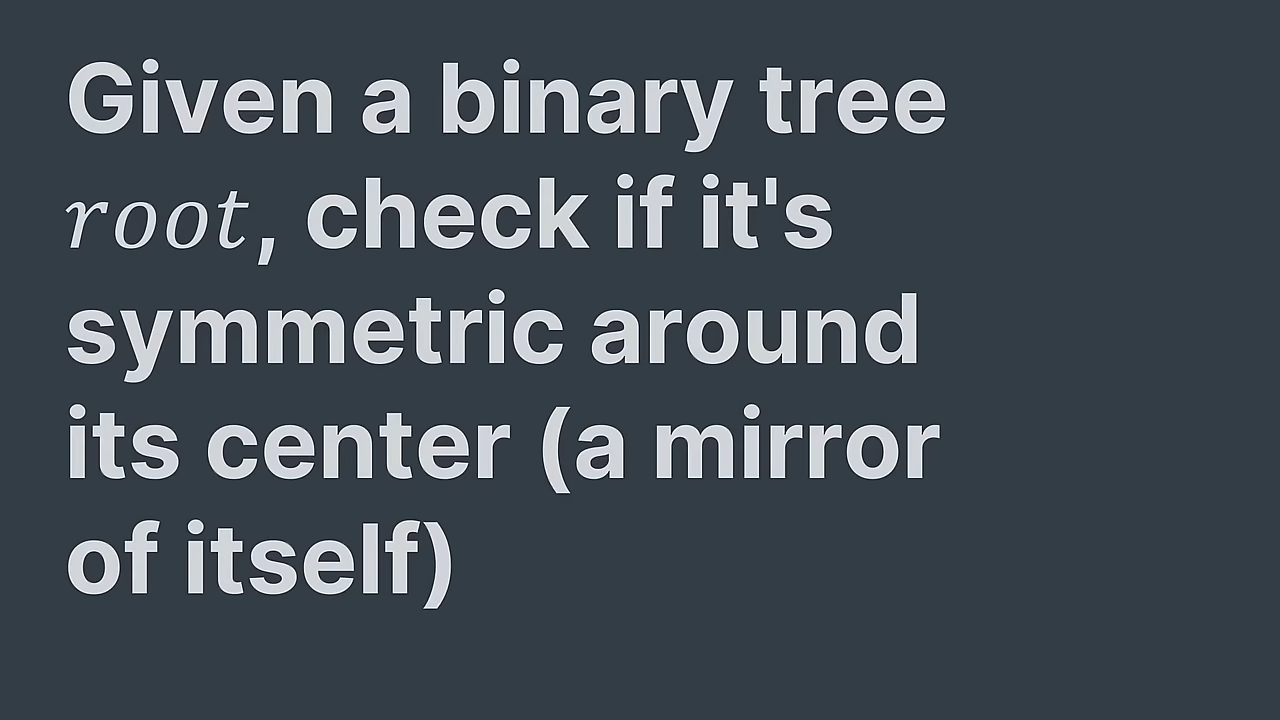 Given a binary tree
root, check if it's
symmetric around
its center (a mirror
of itself)